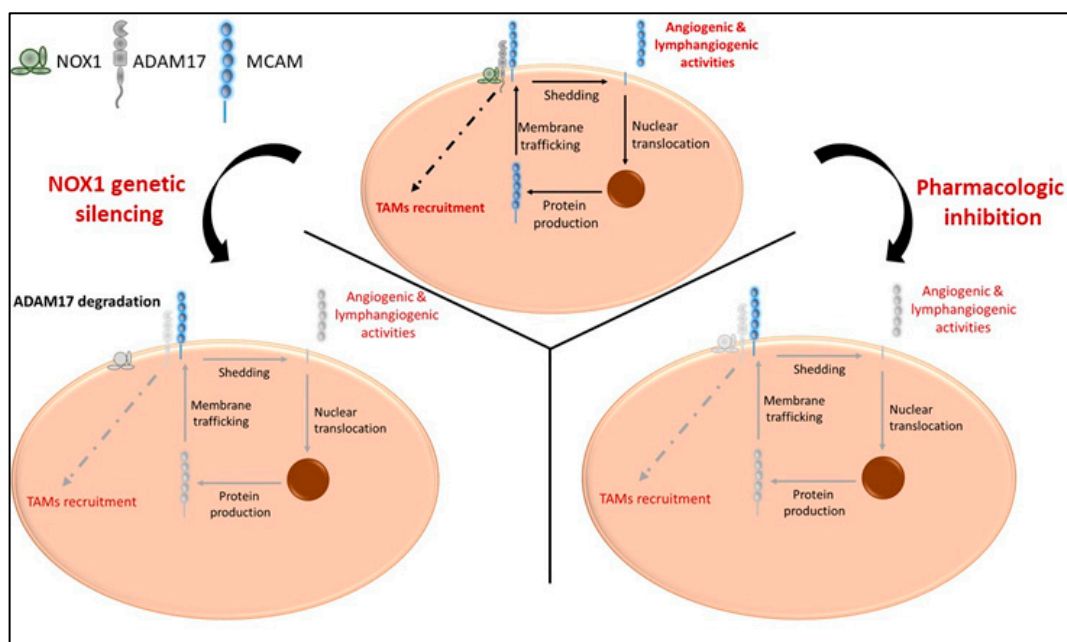 NOX1
ADAM17
MCAM
Angiogenic &
lymphangiogenic
activities
Shedding
Membrane
trafficking
Nuclear
translocation
TAMs recruitment
Protein
production
NOX1 genetic
silencing
Pharmacologic
inhibition
ADAM17 degradation
Angiogenic &
lymphangiogenic
activities
Shedding
Membrane
trafficking
Nuclear
translocation
TAMs recruitment
Protein
production
Angiogenic &
lymphangiogenic
activities
Shedding
Membrane
trafficking
Nuclear
translocation
TAMs recruitment
Protein
production